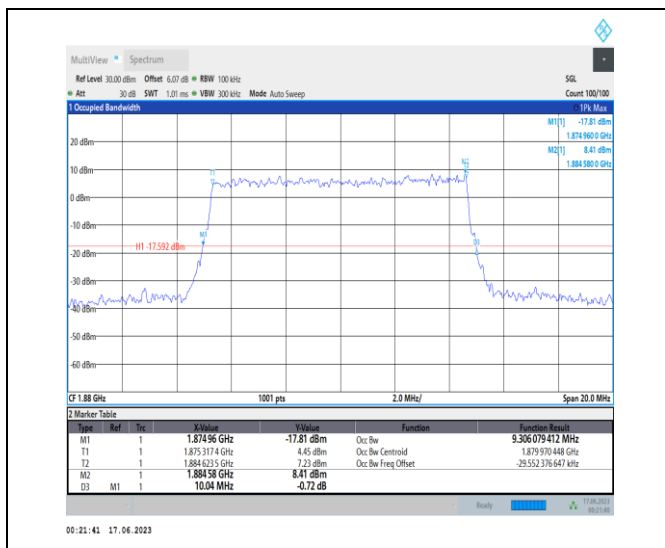 MultiView Spectrum
Ref Level 30.00 dBm Offset 6.07 dB RBW 100 kHz SGL
Att 30 dB SWT 1.01 ms VBW 300 kHz Mode Auto Sweep Count 100/100
1 Occupied Bandwidth 1Pk Max
M1[1] -17.81 dBm
1.874 960 0 GHz
M2[1] 8.41 dBm
1.884 580 0 GHz
20 dBm
10 dBm
T1
0 dBm
-10 dBm
M1
D3
H1 -17.592 dBm
-20 dBm
-30 dBm
-40 dBm
-50 dBm
-60 dBm
CF 1.88 GHz 1001 pts 2.0 MHz/ Span 20.0 MHz
2 Marker Table
Type Ref Trc X-Value Y-Value Function Function Result
M1 1 1.874 96 GHz -17.81 dBm Occ Bw 9.306 079 412 MHz
T1 1 1.875 317 4 GHz 4.45 dBm Occ Bw Centroid 1.879 970 448 GHz
T2 1 1.884 623 5 GHz 7.23 dBm Occ Bw Freq Offset -29.552 376 647 kHz
M2 1 1.884 58 GHz 8.41 dBm
D3 M1 1 10.04 MHz -0.72 dB
Ready 17.06.2023
00:21:40
00:21:41 17.06.2023